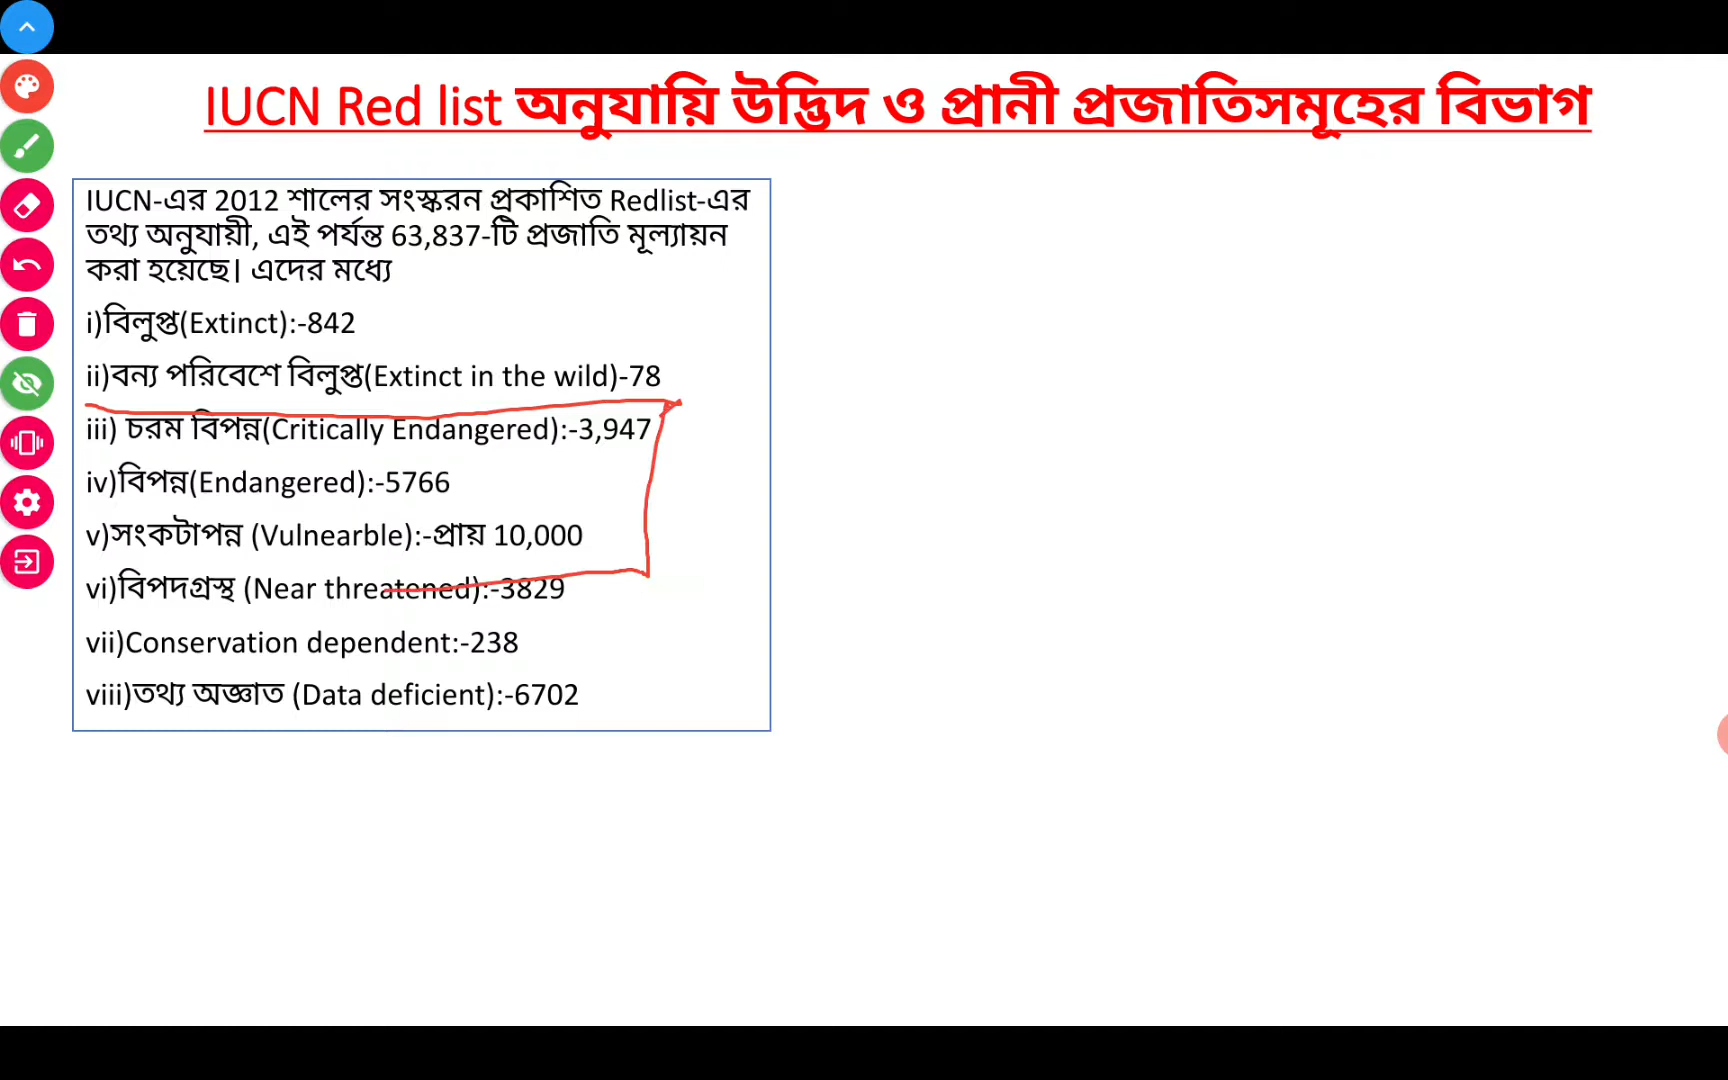 IUCN Red list অনুযায়ি উদ্ভিদ ও প্রানী প্রজাতিসমূহের বিভাগ
IUCN-এর 2012 শালের সংস্করন প্রকাশিত Redlist-এর
তথ্য অনুযায়ী, এই পর্যন্ত 63,837-টি প্রজাতি মূল্যায়ন
করা হয়েছে। এদের মধ্যে
i)বিলুপ্ত(Extinct):-842
ii)বন্য পরিবেশে বিলুপ্ত(Extinct in the wild)-78
iii) চরম বিপন্ন(Critically Endangered):-3,947
iv)বিপন্ন(Endangered):-5766
v)সংকটাপন্ন (Vulnearble):-প্রায় 10,000
vi)বিপদগ্রস্থ (Near threatened):-3829
vii)Conservation dependent:-238
viii)তথ্য অজ্ঞাত (Data deficient):-6702